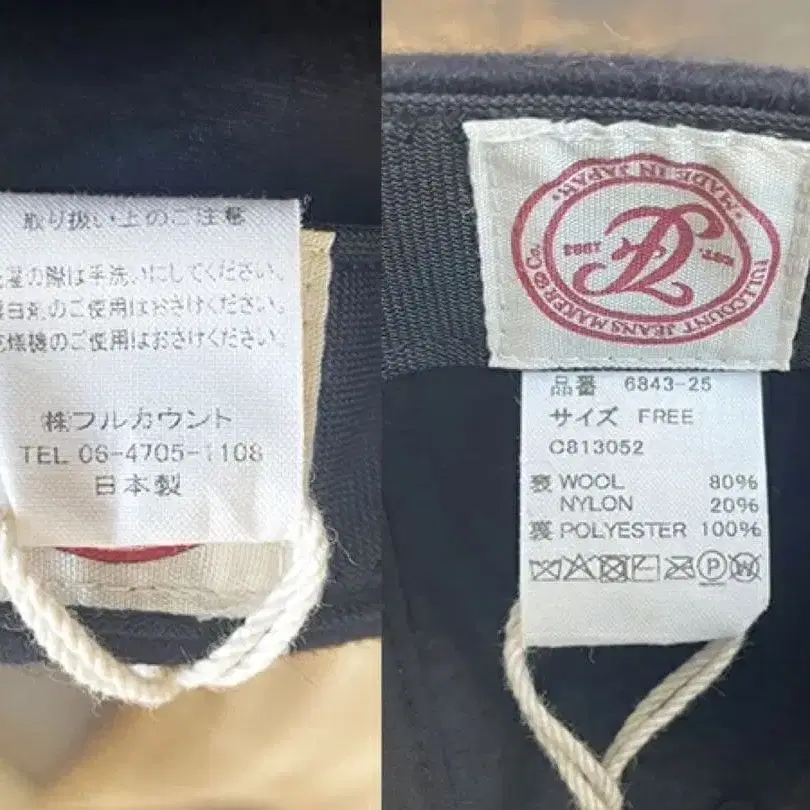 取り扱い上のご注意
濯の際は手洗いにしてください。
白剤のご使用はおさけください。
燥機のご使用はおさけください。
㈱フルカウント
TEL 06-4705-1108
日本製
*MADE IN JAPAN*
EST. 1993
FULLCOUNT JEANS MAKER & Co.
品番 6843-25
サイズ FREE
C813052
表 WOOL 80%
NYLON 20%
裏 POLYESTER 100%